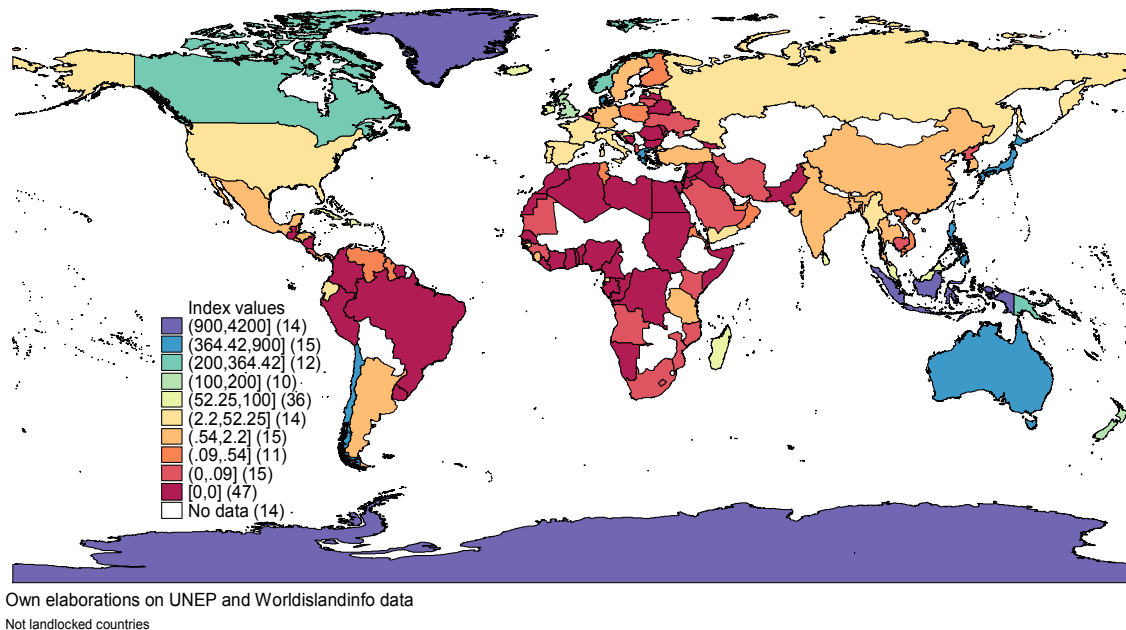 Index values
(900,4200] (14)
(364.42,900] (15)
(200,364.42] (12)
(100,200] (10)
(52.25,100] (36)
(2.2,52.25] (14)
(.54,2.2] (15)
(.09,.54] (11)
(0,.09] (15)
[0,0] (47)
No data (14)
Own elaborations on UNEP and Worldislandinfo data
Not landlocked countries